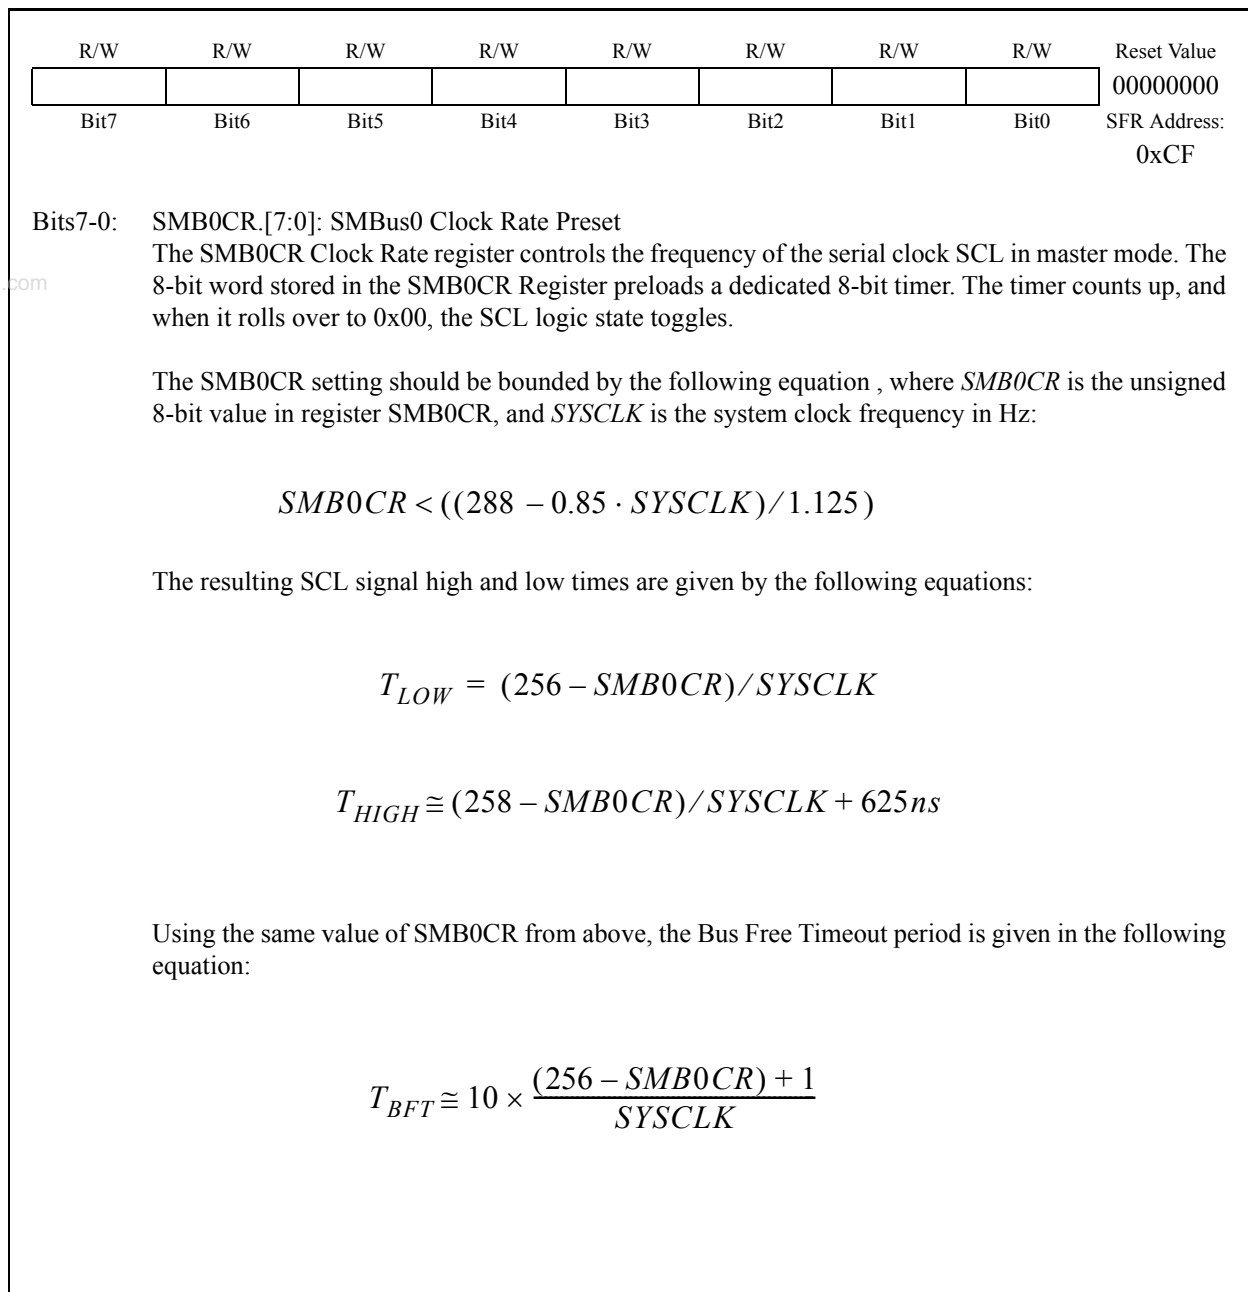 R/W R/W R/W R/W R/W R/W R/W R/W Reset Value
00000000
Bit7 Bit6 Bit5 Bit4 Bit3 Bit2 Bit1 Bit0 SFR Address:
0xCF
Bits7-0: SMB0CR.[7:0]: SMBus0 Clock Rate Preset
The SMB0CR Clock Rate register controls the frequency of the serial clock SCL in master mode. The
.com
8-bit word stored in the SMB0CR Register preloads a dedicated 8-bit timer. The timer counts up, and
when it rolls over to 0x00, the SCL logic state toggles.
The SMB0CR setting should be bounded by the following equation , where SMB0CR is the unsigned
8-bit value in register SMB0CR, and SYSCLK is the system clock frequency in Hz:
SMB0CR < ((288 – 0.85 · SYSCLK) ⁄ 1.125)
The resulting SCL signal high and low times are given by the following equations:
T_LOW = (256 – SMB0CR) ⁄ SYSCLK
T_HIGH ≅ (258 – SMB0CR) ⁄ SYSCLK + 625ns
Using the same value of SMB0CR from above, the Bus Free Timeout period is given in the following
equation:
T_BFT ≅ 10 × (256 – SMB0CR) + 1
SYSCLK